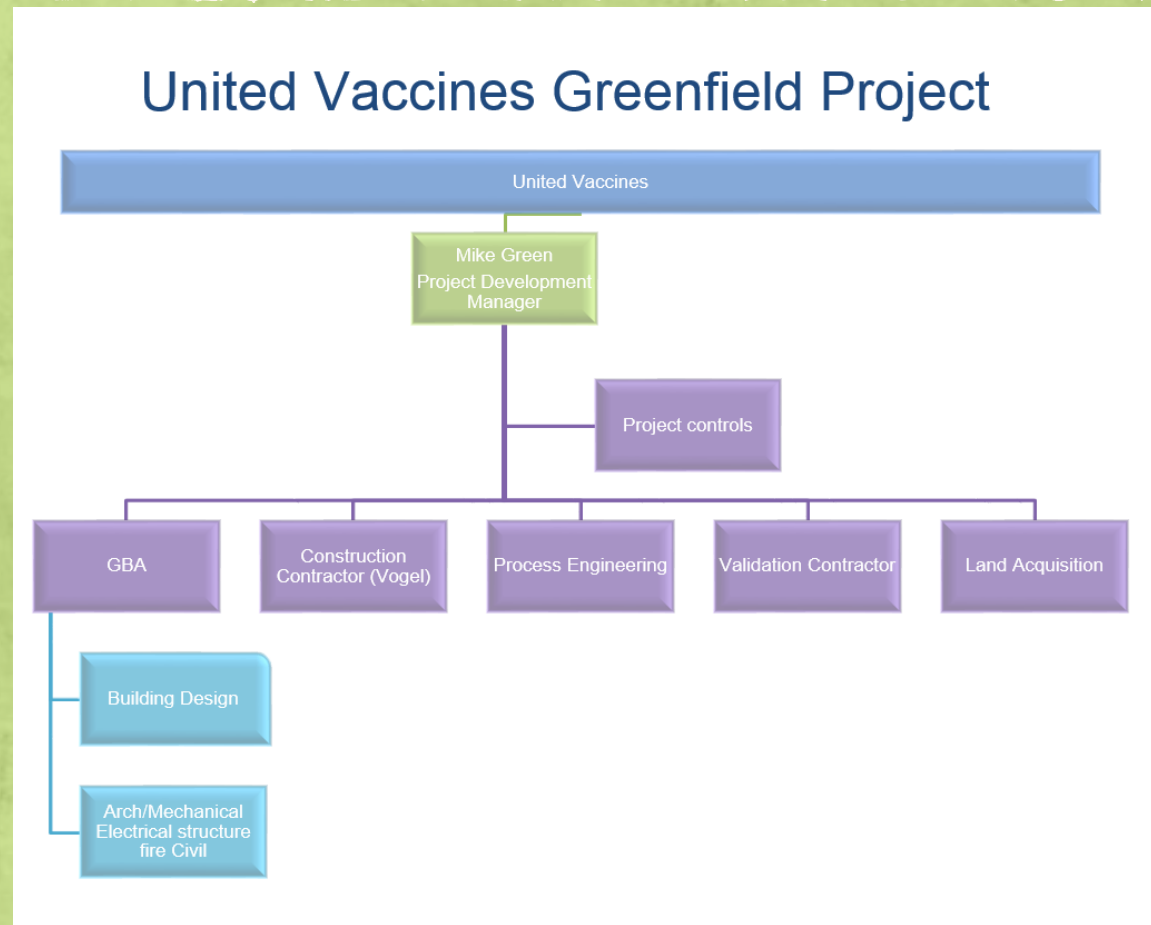 United Vaccines Greenfield Project
United Vaccines
Mike Green
Project Development
Manager
Project controls
GBA
Construction
Contractor (Vogel)
Process Engineering
Validation Contractor
Land Acquisition
Building Design
Arch/Mechanical
Electrical structure
fire Civil